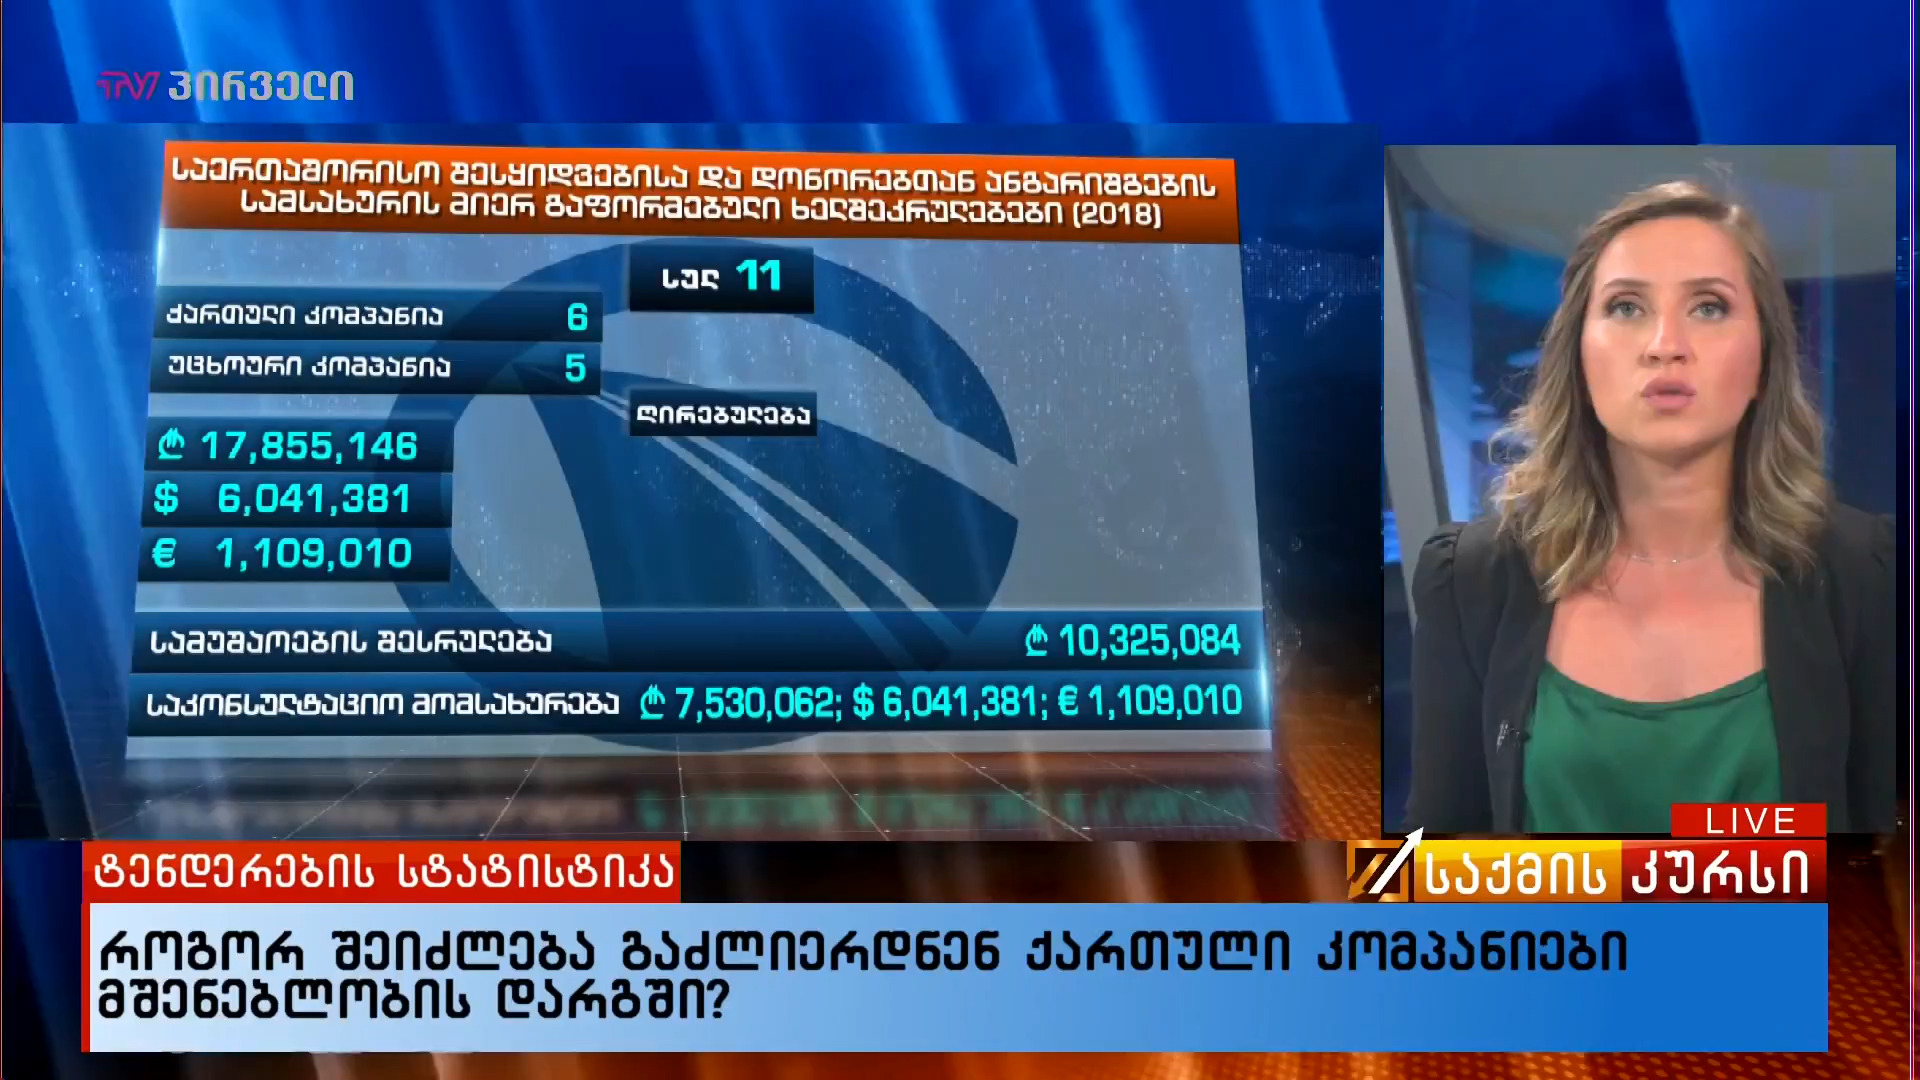 TV ᲞᲘᲠᲕᲔᲚᲘ
ᲡᲐᲔᲠᲗᲐᲨᲝᲠᲘᲡᲝ ᲨᲔᲡᲧᲘᲓᲕᲔᲑᲘᲡᲐ ᲓᲐ ᲓᲝᲜᲝᲠᲔᲑᲗᲐᲜ ᲐᲜᲒᲐᲠᲘᲨᲒᲔᲑᲘᲡ
ᲡᲐᲛᲡᲐᲮᲣᲠᲘᲡ ᲛᲘᲔᲠ ᲒᲐᲤᲝᲠᲛᲔᲑᲣᲚᲘ ᲮᲔᲚᲨᲔᲙᲠᲣᲚᲔᲑᲔᲑᲘ (2018)
ᲡᲣᲚ 11
ᲥᲐᲠᲗᲣᲚᲘ ᲙᲝᲛᲞᲐᲜᲘᲐ 6
ᲣᲪᲮᲝᲣᲠᲘ ᲙᲝᲛᲞᲐᲜᲘᲐ 5
ᲦᲘᲠᲔᲑᲣᲚᲔᲑᲐ
₾ 17,855,146
$ 6,041,381
€ 1,109,010
ᲡᲐᲛᲣᲨᲐᲝᲔᲑᲘᲡ ᲨᲔᲡᲠᲣᲚᲔᲑᲐ ₾ 10,325,084
ᲡᲐᲙᲝᲜᲡᲣᲚᲢᲐᲪᲘᲝ ᲛᲝᲛᲡᲐᲮᲣᲠᲔᲑᲐ ₾ 7,530,062; $ 6,041,381; € 1,109,010
LIVE
ᲢᲔᲜᲓᲔᲠᲔᲑᲘᲡ ᲡᲢᲐᲢᲘᲡᲢᲘᲙᲐ
ᲡᲐᲥᲛᲘᲡ ᲙᲣᲠᲡᲘ
ᲠᲝᲒᲝᲠ ᲨᲔᲘᲫᲚᲔᲑᲐ ᲒᲐᲫᲚᲘᲔᲠᲓᲜᲔᲜ ᲥᲐᲠᲗᲣᲚᲘ ᲙᲝᲛᲞᲐᲜᲘᲔᲑᲘ
ᲛᲨᲔᲜᲔᲑᲚᲝᲑᲘᲡ ᲓᲐᲠᲒᲨᲘ?